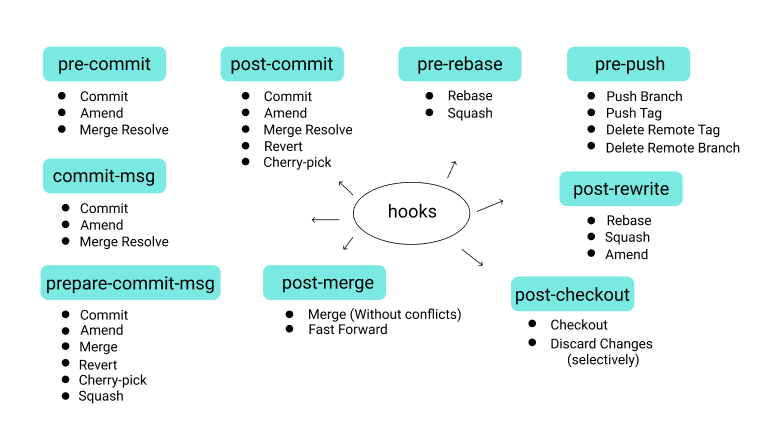 pre-commit
Commit
Amend
Merge Resolve
post-commit
Commit
Amend
Merge Resolve
Revert
Cherry-pick
pre-rebase
Rebase
Squash
pre-push
Push Branch
Push Tag
Delete Remote Tag
Delete Remote Branch
commit-msg
Commit
Amend
Merge Resolve
hooks
post-rewrite
Rebase
Squash
Amend
prepare-commit-msg
Commit
Amend
Merge
Revert
Cherry-pick
Squash
post-merge
Merge (Without conflicts)
Fast Forward
post-checkout
Checkout
Discard Changes
(selectively)